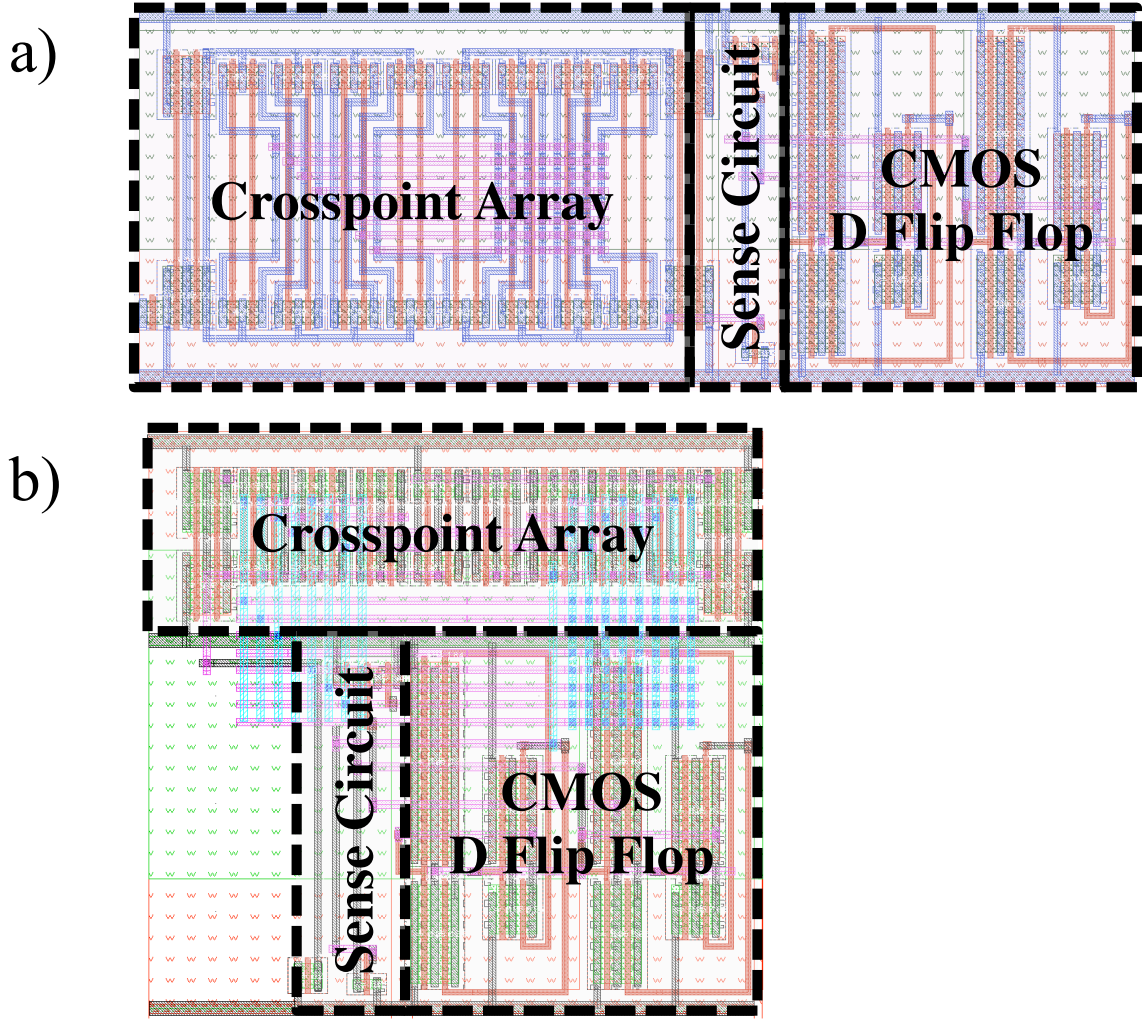 a)
Crosspoint Array
Sense Circuit
CMOS
D Flip Flop
b)
Crosspoint Array
Sense Circuit
CMOS
D Flip Flop